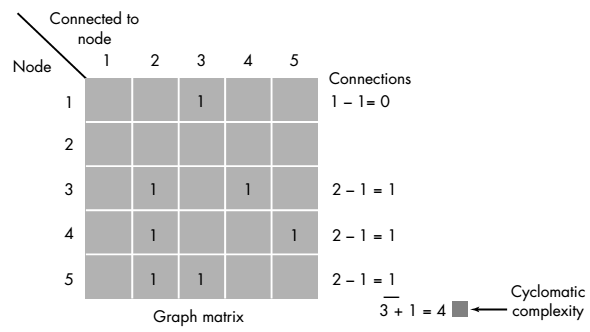 Connected to
node
Node
1 2 3 4 5
Connections
1 1 1 – 1= 0
2
3 1 1 2 – 1 = 1
4 1 1 2 – 1 = 1
5 1 1 2 – 1 = 1
3 + 1 = 4
Cyclomatic
complexity
Graph matrix